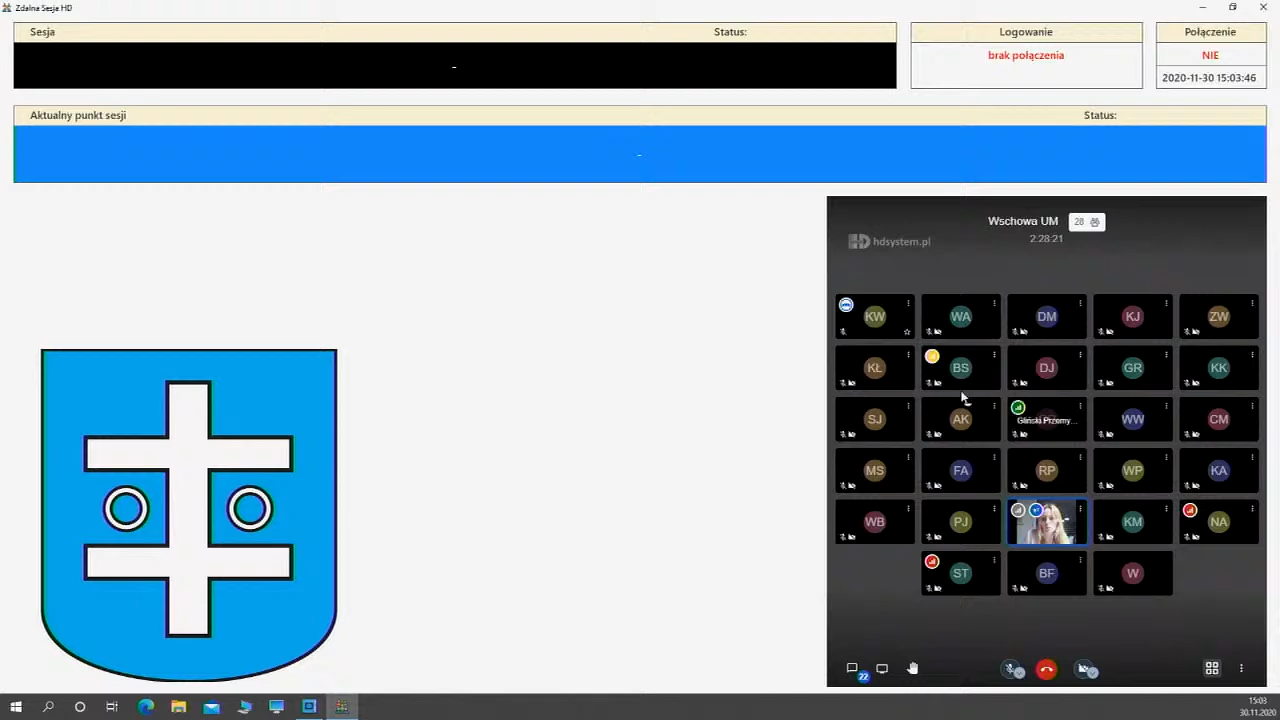 Zdalna Sesja HD
Sesja
Status:
-
Logowanie
brak połączenia
Połączenie
NIE
2020-11-30 15:03:46
Aktualny punkt sesji
Status:
-
Wschowa UM 28
hdsystem.pl
2:28:21
KW WA DM KJ ZW
KŁ BS DJ GR KK
SJ AK Gliński Przemy... WW CM
MS FA RP WP KA
WB PJ KM NA
ST BF W
22
15:03
30.11.2020